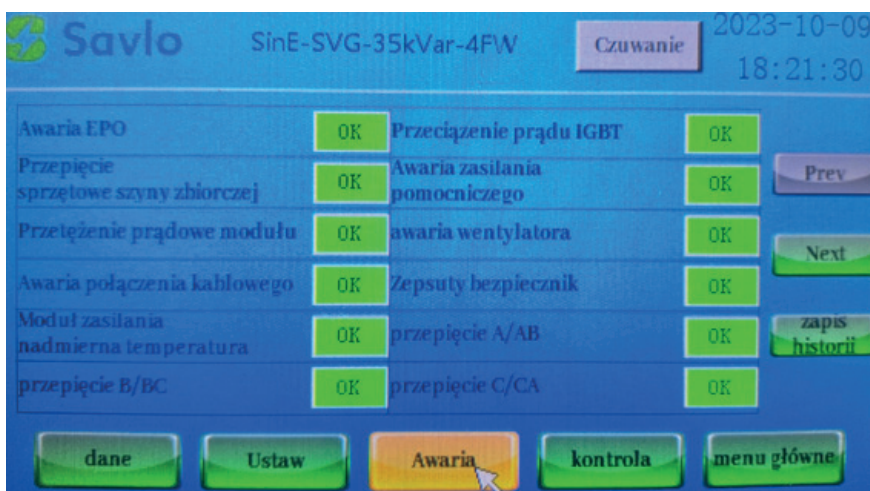 Savlo
SinE-SVG-35kVar-4FW
Czuwanie
2023-10-09
18:21:30
Awaria EPO OK Przeciązenie prądu IGBT OK
Przepięcie
sprzętowe szyny zbiorczej OK
Awaria zasilania
pomocniczego OK
Prev
Przetężenie prądowe modułu OK awaria wentylatora OK
Next
Awaria połączenia kablowego OK Zepsuty bezpiecznik OK
Moduł zasilania
nadmierna temperatura OK przepięcie A/AB OK
zapis
historii
przepięcie B/BC OK przepięcie C/CA OK
dane Ustaw Awaria kontrola menu główne